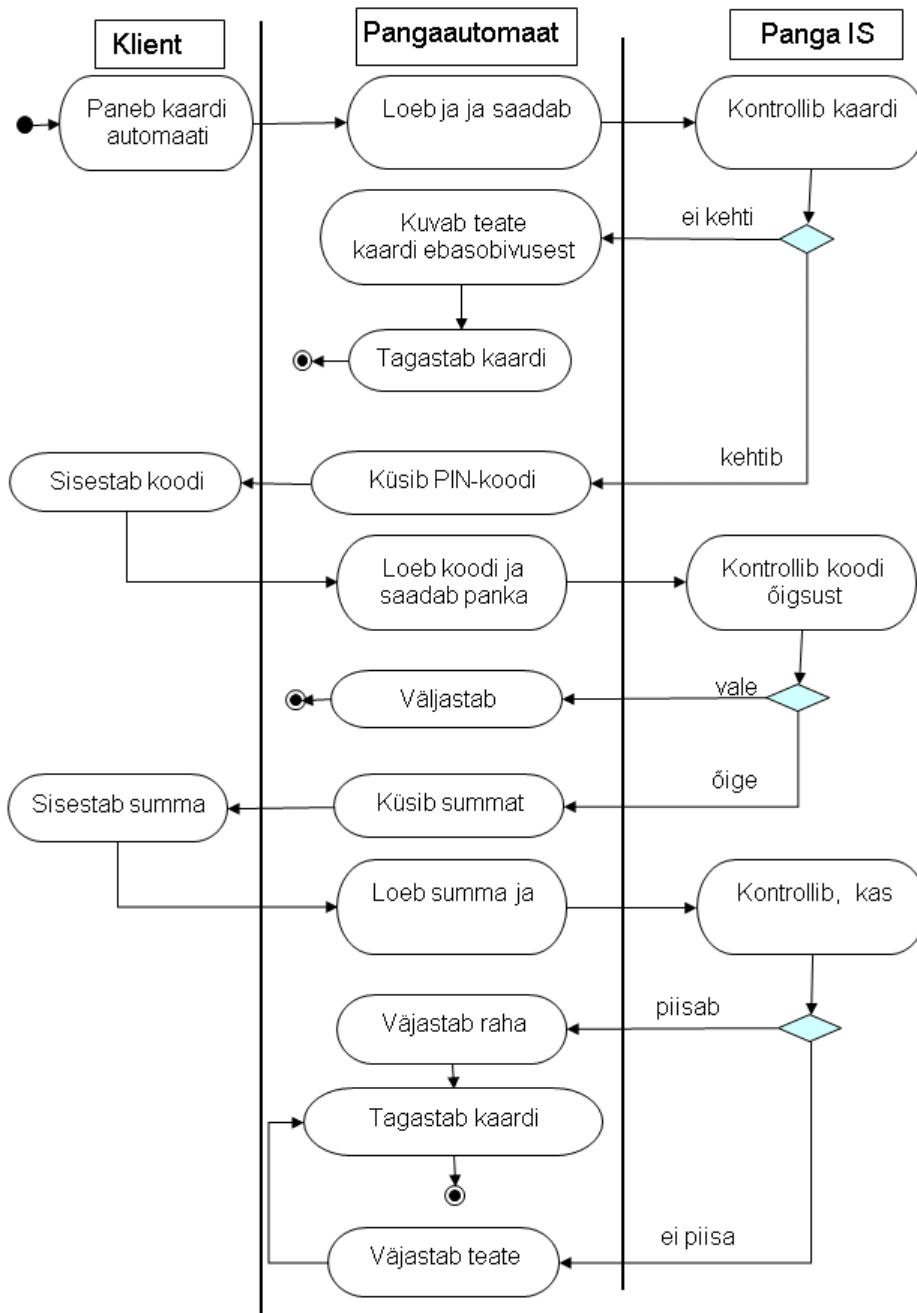 Klient
Pangaautomaat
Panga IS
Paneb kaardi
automaati
Loeb ja ja saadab
Kontrollib kaardi
Kuvab teate
kaardi ebasobivusest
ei kehti
Tagastab kaardi
kehtib
Sisestab koodi
Küsib PIN-koodi
Loeb koodi ja
saadab panka
Kontrollib koodi
õigsust
Väljastab
vale
õige
Sisestab summa
Küsib summat
Loeb summa ja
Kontrollib, kas
Väjastab raha
piisab
Tagastab kaardi
ei piisa
Väjastab teate